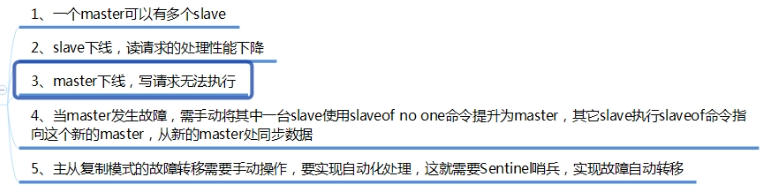 1、一个master可以有多个slave
2、slave下线，读请求的处理性能下降
3、master下线，写请求无法执行
4、当master发生故障，需手动将其中一台slave使用slaveof no one命令提升为master，其它slave执行slaveof命令指
向这个新的master，从新的master处同步数据
5、主从复制模式的故障转移需要手动操作，要实现自动化处理，这就需要Sentinel哨兵，实现故障自动转移